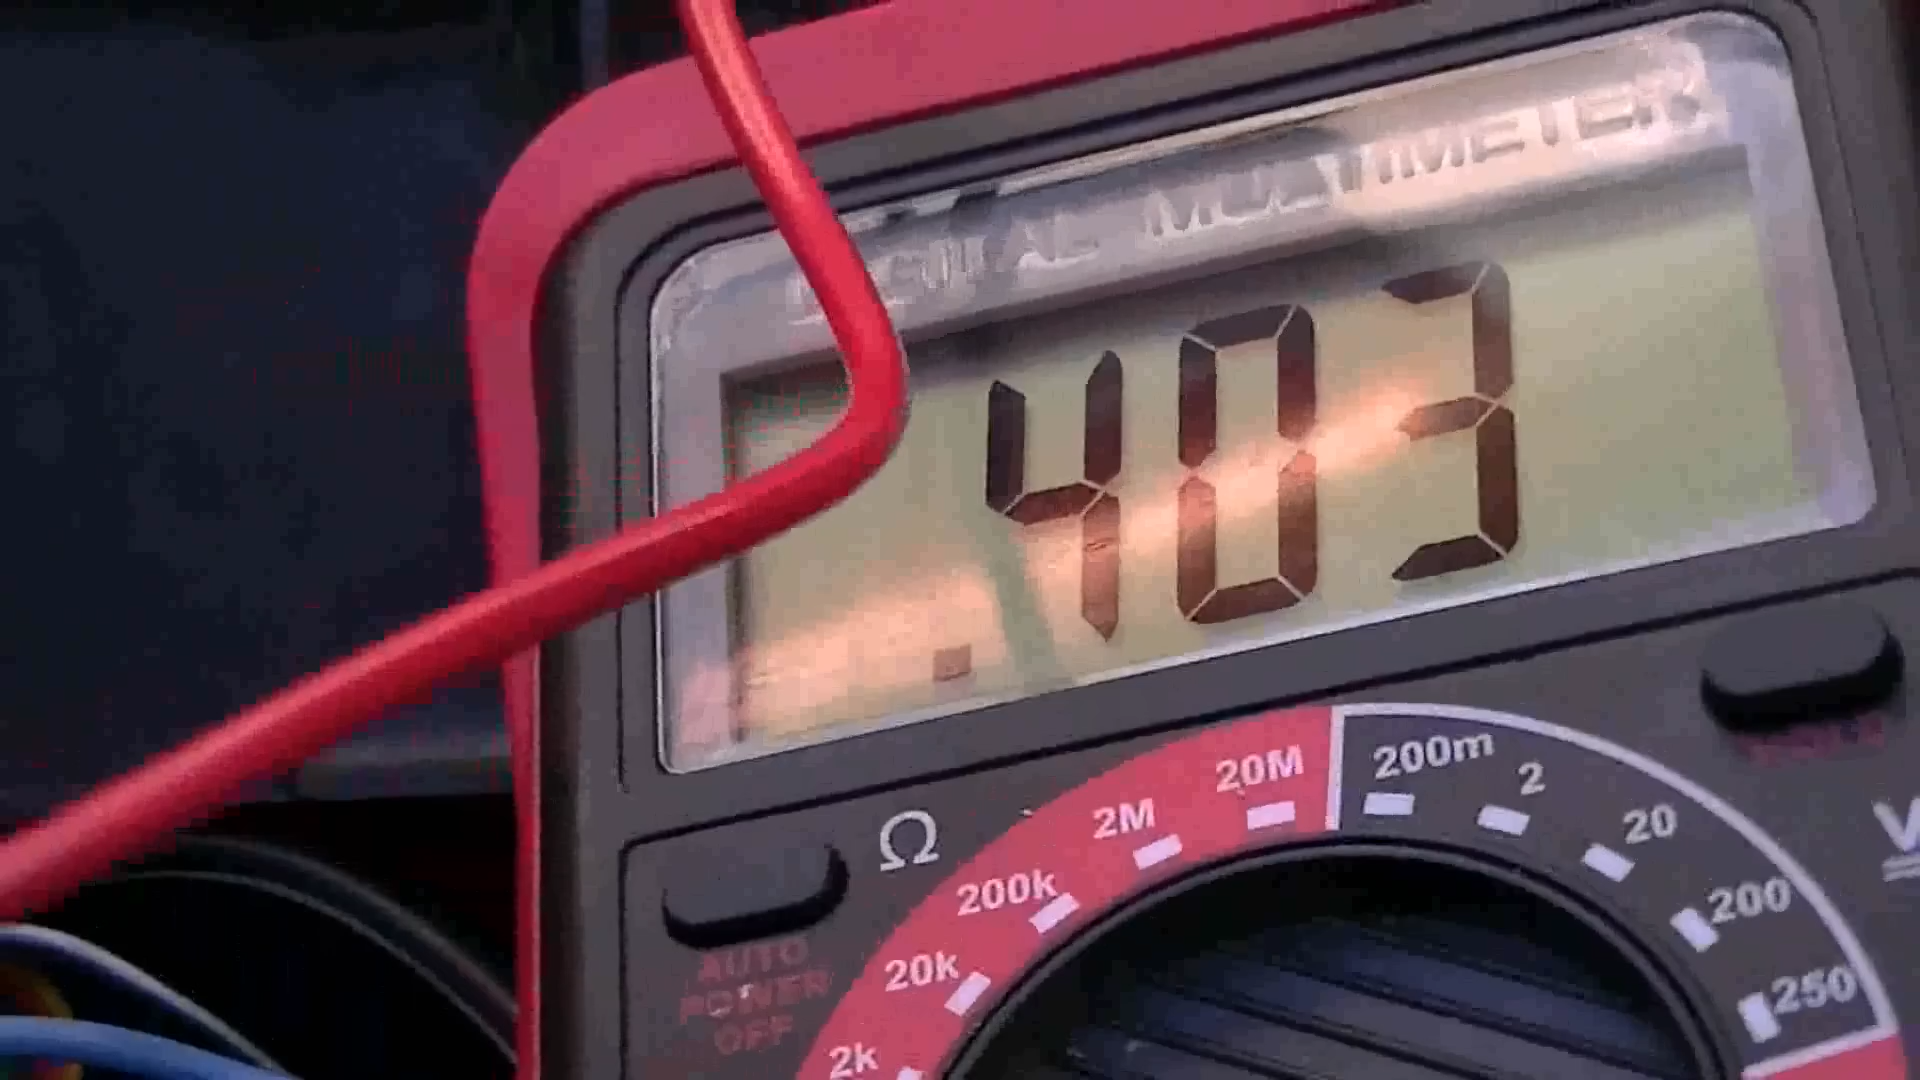 DIGITAL MULTIMETER
.403
Ω
20M
2M
200k
20k
2k
200m
2
20
200
250
V
AUTO
POWER
OFF